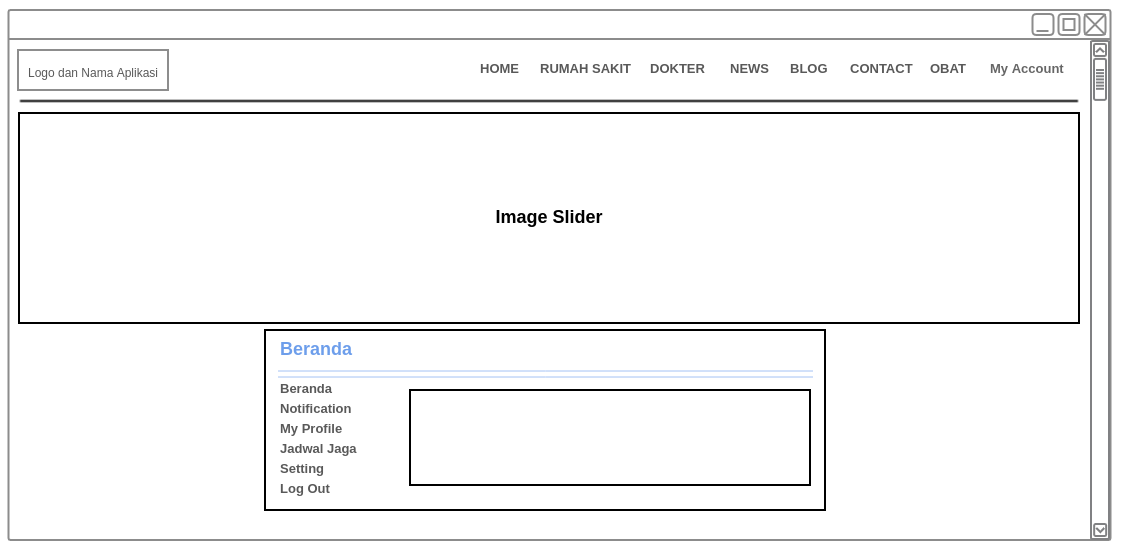 Logo dan Nama Aplikasi
HOME RUMAH SAKIT DOKTER NEWS BLOG CONTACT OBAT My Account
Image Slider
Beranda
Beranda
Notification
My Profile
Jadwal Jaga
Setting
Log Out